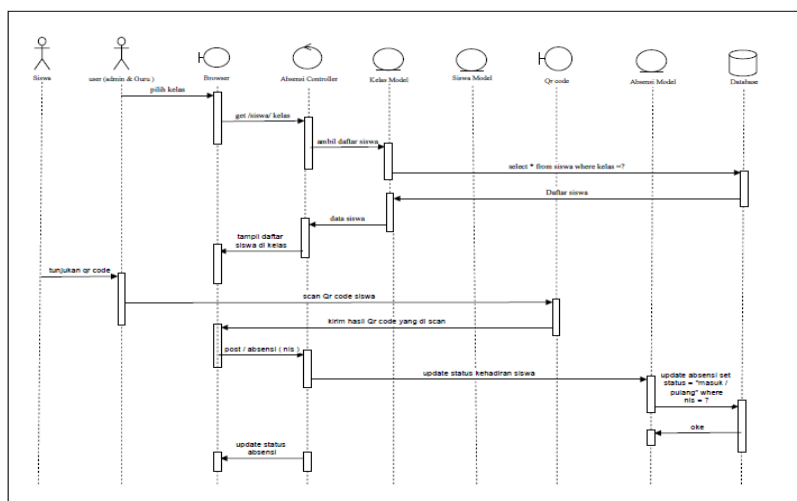 Siswa
user (admin & Guru )
Browser
Absensi Controller
Kelas Model
Siswa Model
Qr code
Absensi Model
Database
pilih kelas
get /siswa/ kelas
ambil daftar siswa
select * from siswa where kelas =?
Daftar siswa
data siswa
tampil daftar
siswa di kelas
tunjukan qr code
scan Qr code siswa
kirim hasil Qr code yang di scan
post / absensi ( nis )
update status kehadiran siswa
update absensi set
status = "masuk /
pulang" where
nis = ?
oke
update status
absensi